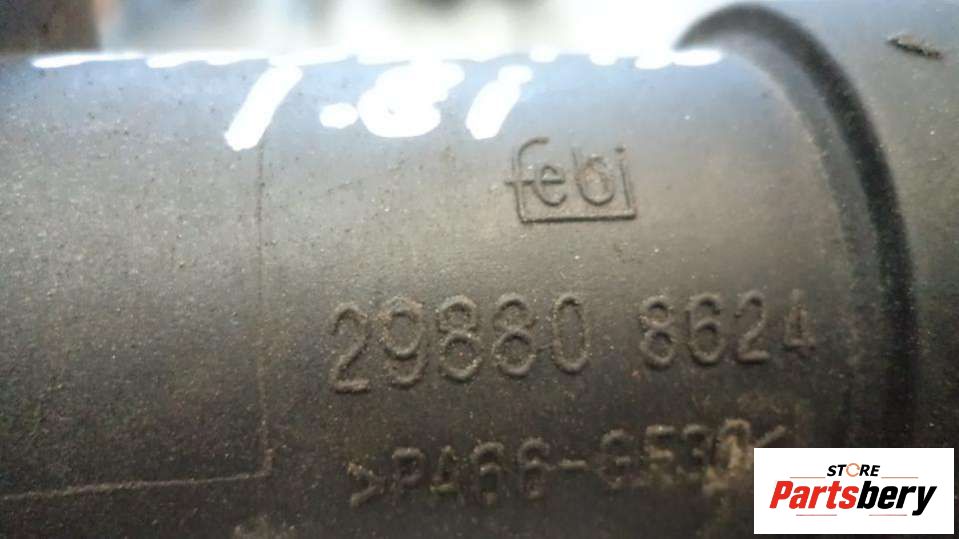 1.8i
febi
29880 8624
>PA66-GF30<
STORE
Partsbery